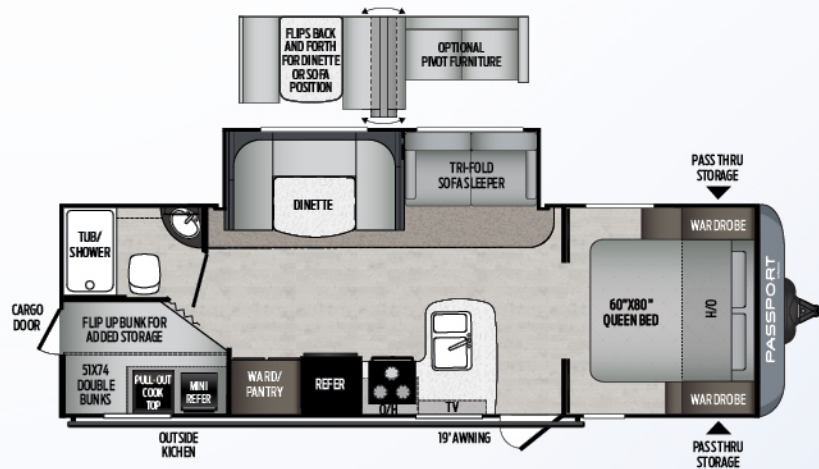 FLIPS BACK
AND FORTH
FOR DINETTE
OR SOFA
POSITION
OPTIONAL
PIVOT FURNITURE
TRI-FOLD
SOFA SLEEPER
DINETTE
PASS THRU
STORAGE
WARDROBE
TUB/
SHOWER
60"X80"
QUEEN BED
H/O
PASSPORT
CARGO
DOOR
FLIP UP BUNK FOR
ADDED STORAGE
51X74
DOUBLE
BUNKS
PULL-OUT
COOK
TOP
MINI
REFER
WARD/
PANTRY
REFER
O/H
TV
WARDROBE
OUTSIDE
KICHEN
19' AWNING
PASS THRU
STORAGE